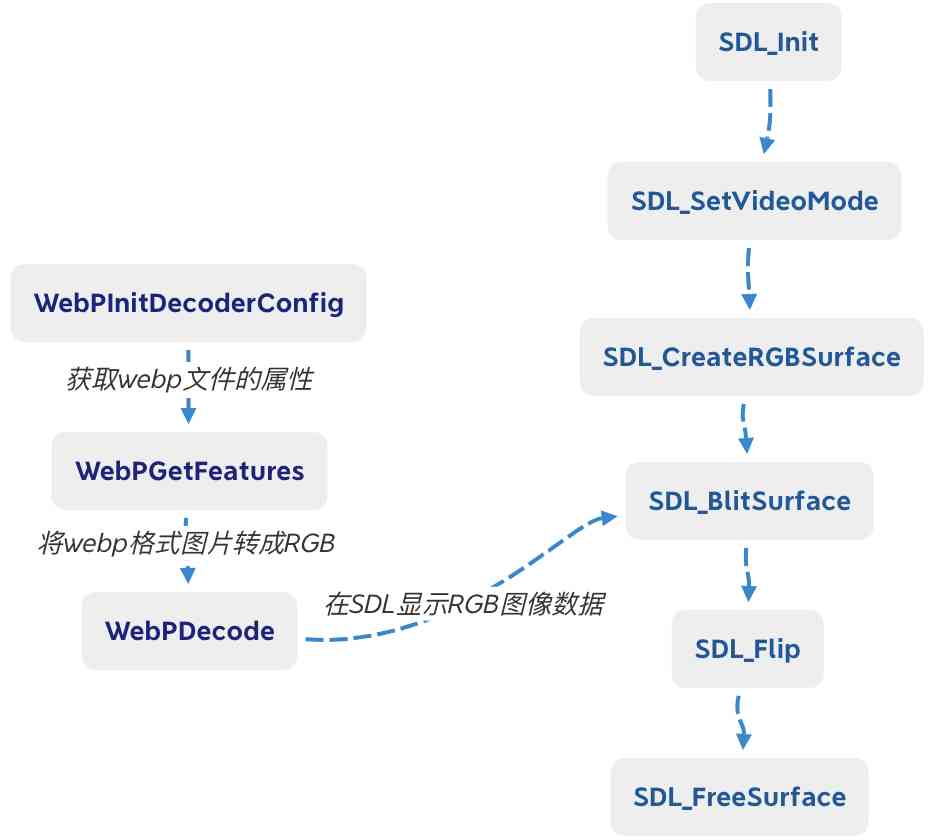 SDL_Init
SDL_SetVideoMode
WebPInitDecoderConfig
SDL_CreateRGBSurface
获取webp文件的属性
WebPGetFeatures
SDL_BlitSurface
将webp格式图片转成RGB
在SDL显示RGB图像数据
WebPDecode
SDL_Flip
SDL_FreeSurface